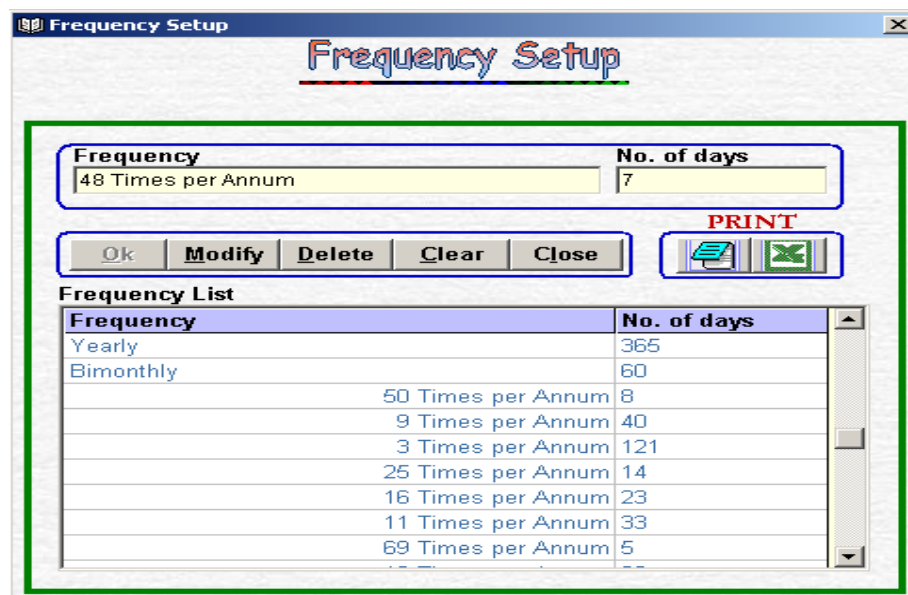 Frequency Setup
Frequency Setup
Frequency No. of days
48 Times per Annum 7
PRINT
Ok Modify Delete Clear Close
Frequency List
Frequency No. of days
Yearly 365
Bimonthly 60
50 Times per Annum 8
9 Times per Annum 40
3 Times per Annum 121
25 Times per Annum 14
16 Times per Annum 23
11 Times per Annum 33
69 Times per Annum 5